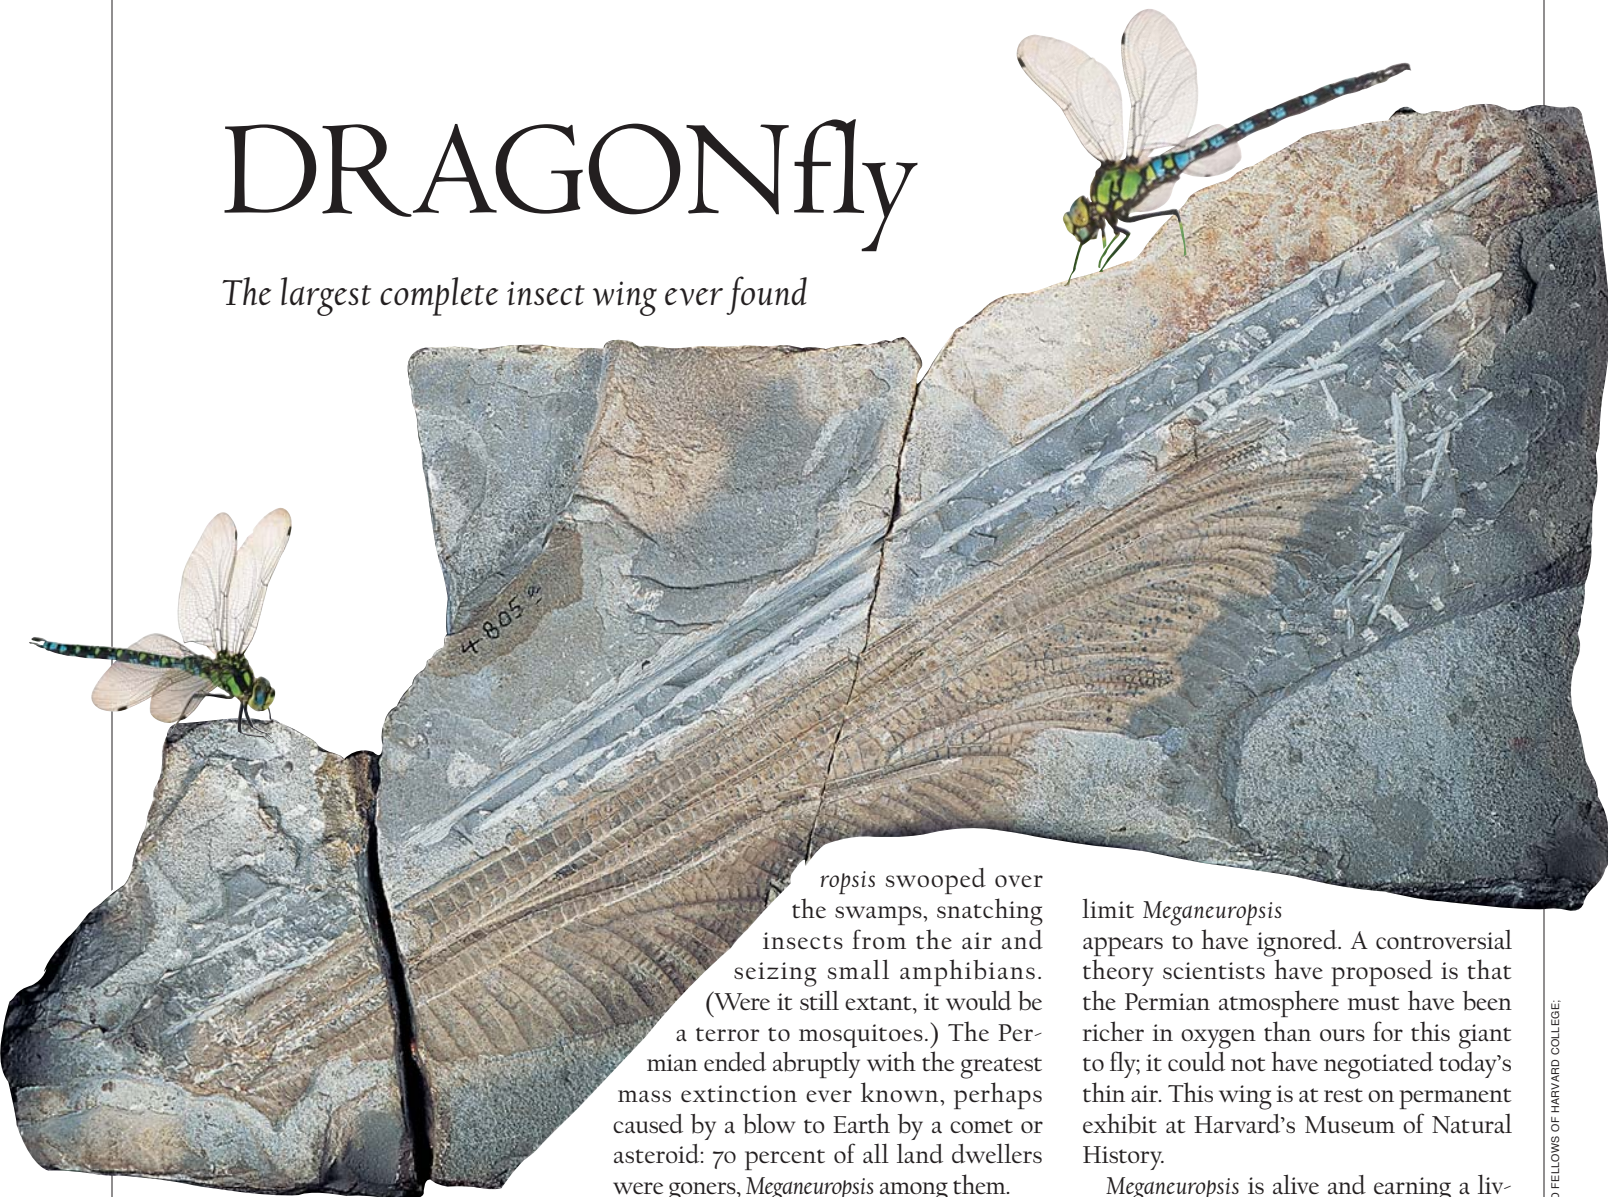 DRAGONfly
The largest complete insect wing ever found
4805 a
ropsis swooped over
the swamps, snatching
insects from the air and
seizing small amphibians.
(Were it still extant, it would be
a terror to mosquitoes.) The Per-
mian ended abruptly with the greatest
mass extinction ever known, perhaps
caused by a blow to Earth by a comet or
asteroid: 70 percent of all land dwellers
were goners, Meganeuropsis among them.
limit Meganeuropsis
appears to have ignored. A controversial
theory scientists have proposed is that
the Permian atmosphere must have been
richer in oxygen than ours for this giant
to fly; it could not have negotiated today's
thin air. This wing is at rest on permanent
exhibit at Harvard's Museum of Natural
History.
Meganeuropsis is alive and earning a liv-
FELLOWS OF HARVARD COLLEGE;